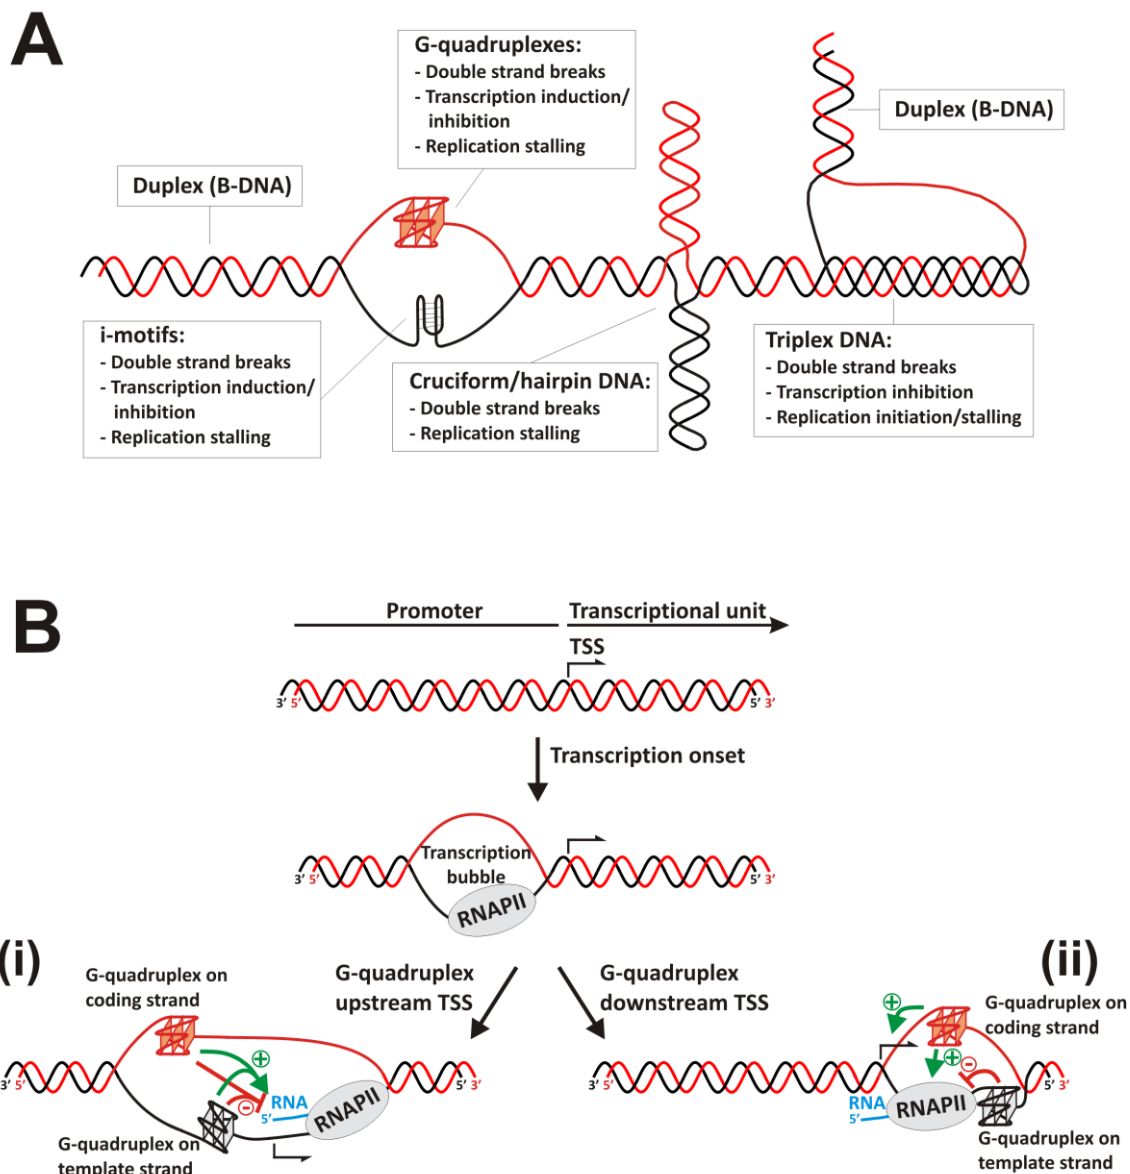 A
G-quadruplexes:
- Double strand breaks
- Transcription induction/
inhibition
- Replication stalling
Duplex (B-DNA)
Duplex (B-DNA)
i-motifs:
- Double strand breaks
- Transcription induction/
inhibition
- Replication stalling
Cruciform/hairpin DNA:
- Double strand breaks
- Replication stalling
Triplex DNA:
- Double strand breaks
- Transcription inhibition
- Replication initiation/stalling
B
Promoter
Transcriptional unit
TSS
3' 5'
5' 3'
Transcription onset
Transcription
bubble
RNAPII
3' 5'
5' 3'
(i)
G-quadruplex
upstream TSS
G-quadruplex on
coding strand
3' 5'
5' 3'
+
-
RNA
5'
RNAPII
G-quadruplex on
template strand
(ii)
G-quadruplex
downstream TSS
G-quadruplex on
coding strand
+
+
-
3' 5'
5' 3'
RNA
5'
RNAPII
G-quadruplex on
template strand